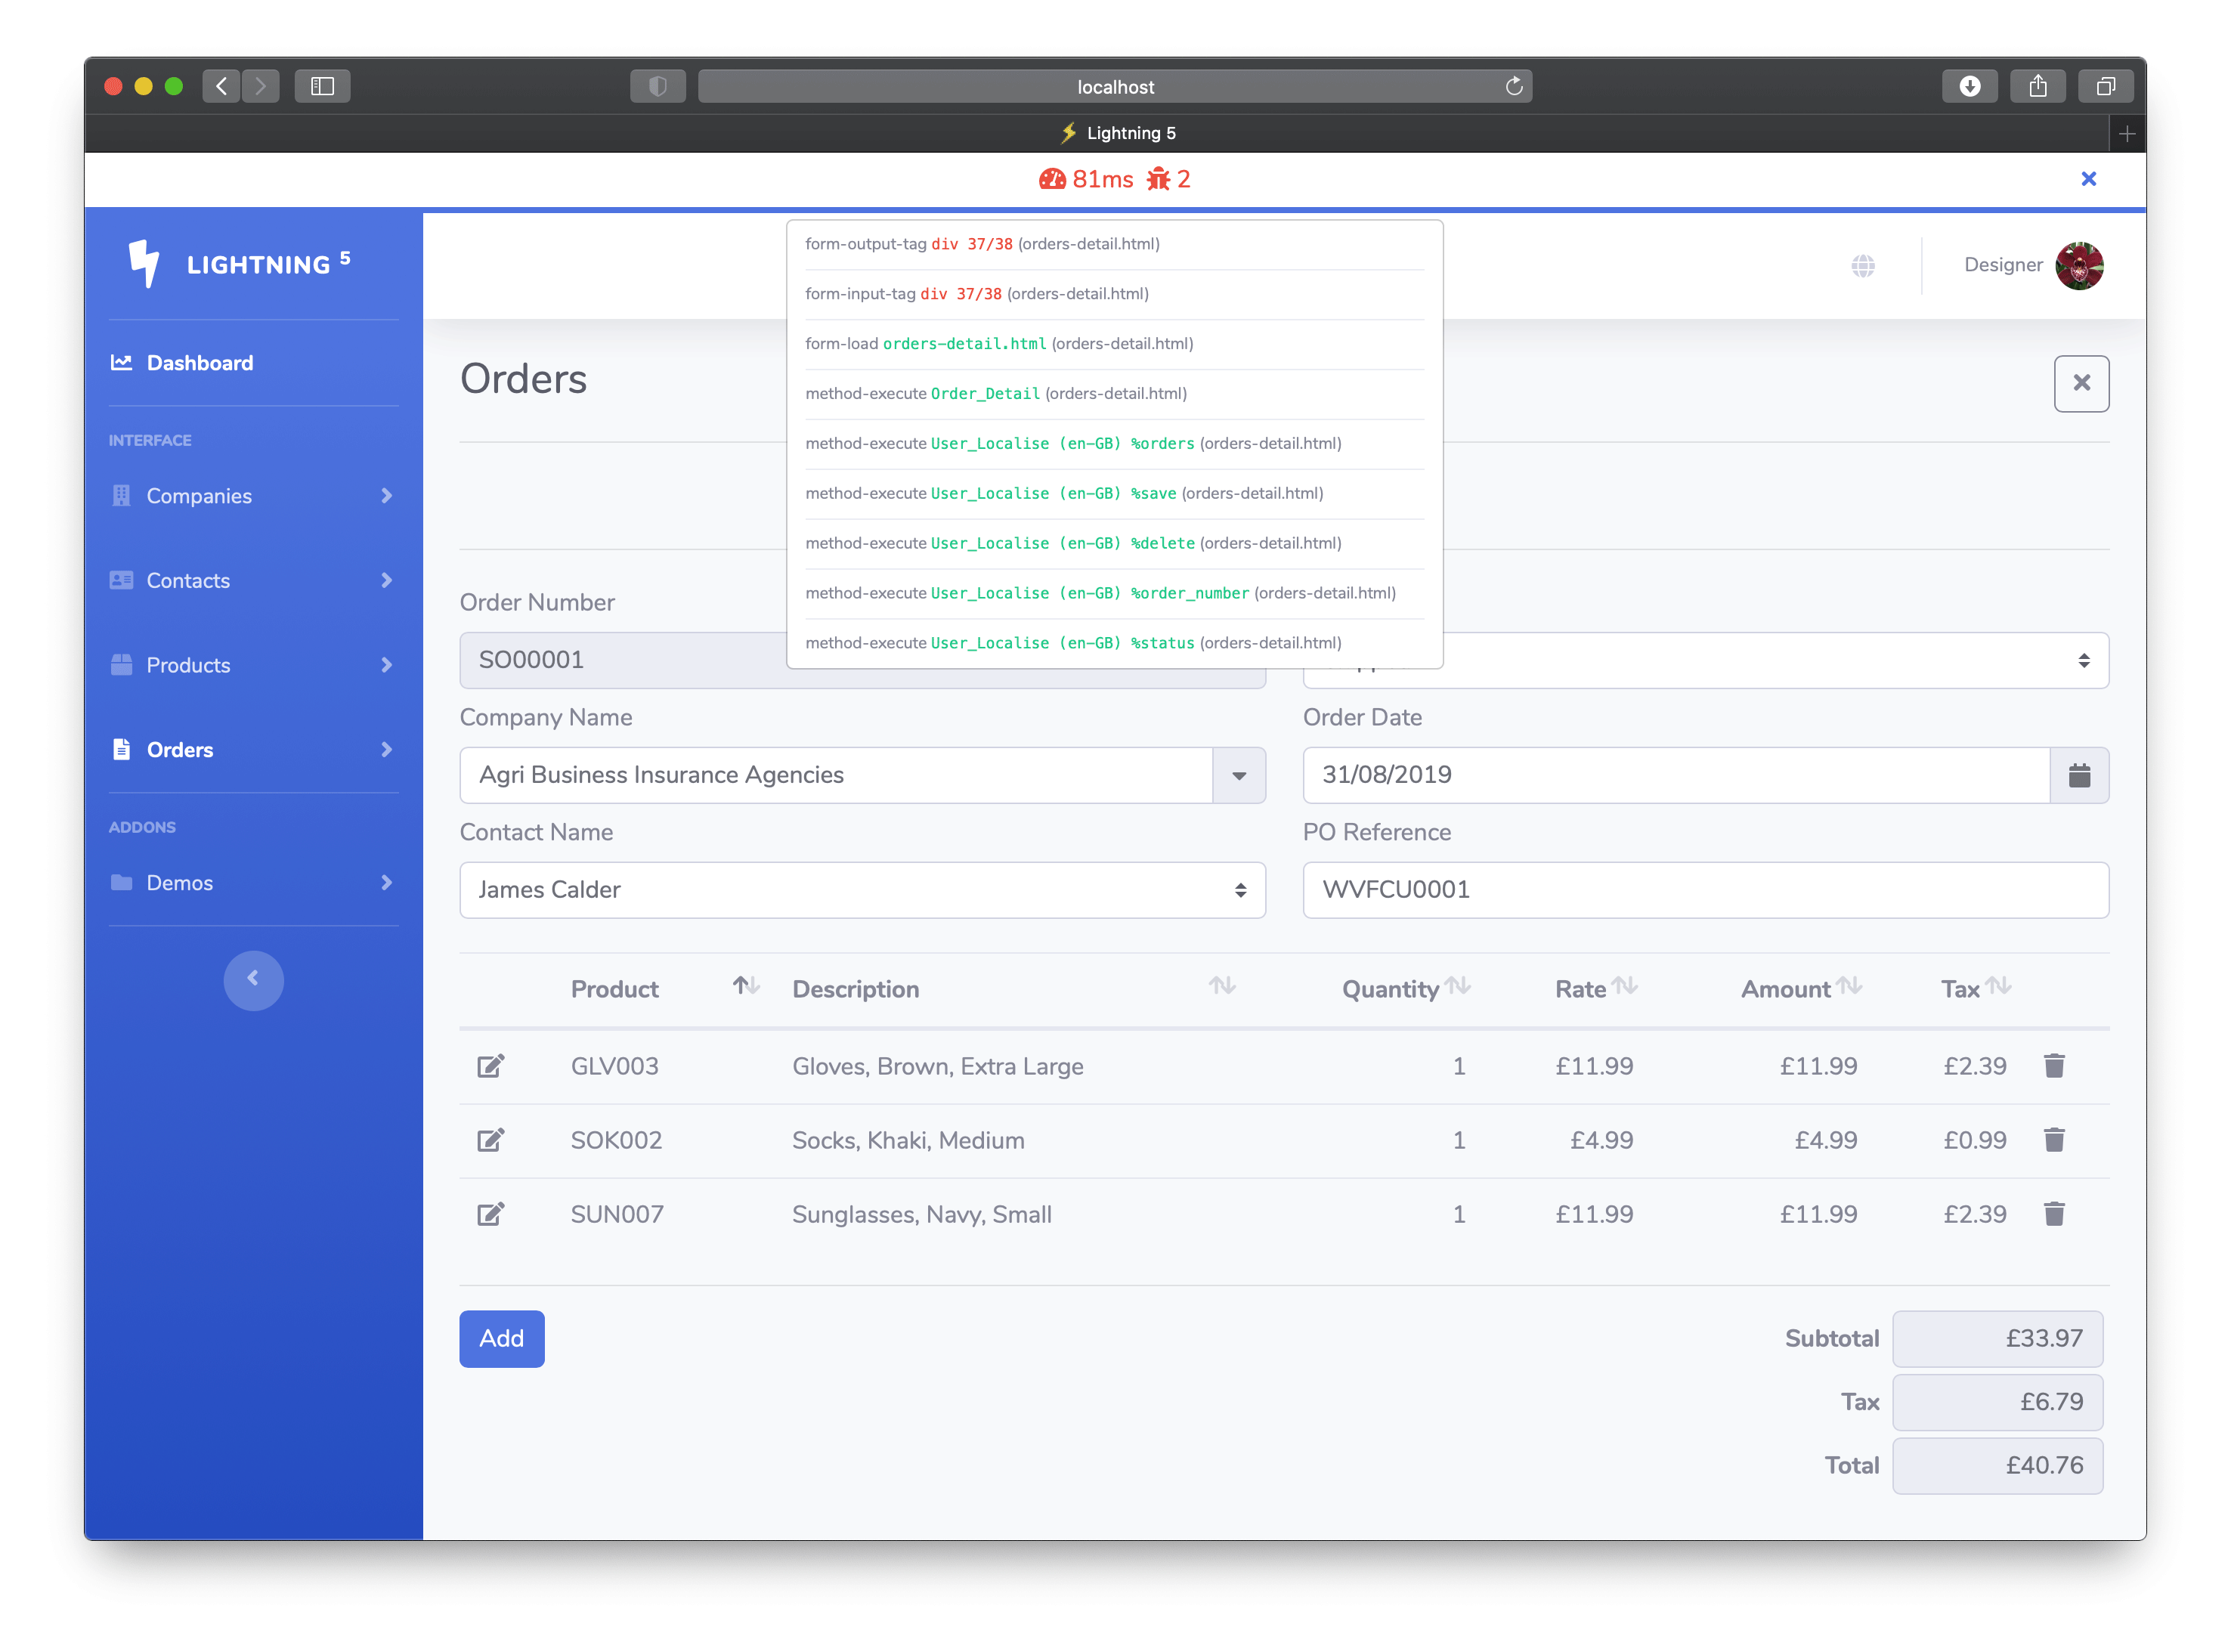 localhost
Lightning 5
81ms 2
LIGHTNING 5
Designer
form-output-tag div 37/38 (orders-detail.html)
form-input-tag div 37/38 (orders-detail.html)
form-load orders-detail.html (orders-detail.html)
method-execute Order_Detail (orders-detail.html)
method-execute User_Localise (en-GB) %orders (orders-detail.html)
method-execute User_Localise (en-GB) %save (orders-detail.html)
method-execute User_Localise (en-GB) %delete (orders-detail.html)
method-execute User_Localise (en-GB) %order_number (orders-detail.html)
method-execute User_Localise (en-GB) %status (orders-detail.html)
Dashboard
INTERFACE
Companies
Contacts
Products
Orders
ADDONS
Demos
Orders
Order Number
SO00001
Company Name
Order Date
Agri Business Insurance Agencies
31/08/2019
Contact Name
PO Reference
James Calder
WVFCU0001
Product Description Quantity Rate Amount Tax
GLV003 Gloves, Brown, Extra Large 1 £11.99 £11.99 £2.39
SOK002 Socks, Khaki, Medium 1 £4.99 £4.99 £0.99
SUN007 Sunglasses, Navy, Small 1 £11.99 £11.99 £2.39
Add
Subtotal £33.97
Tax £6.79
Total £40.76